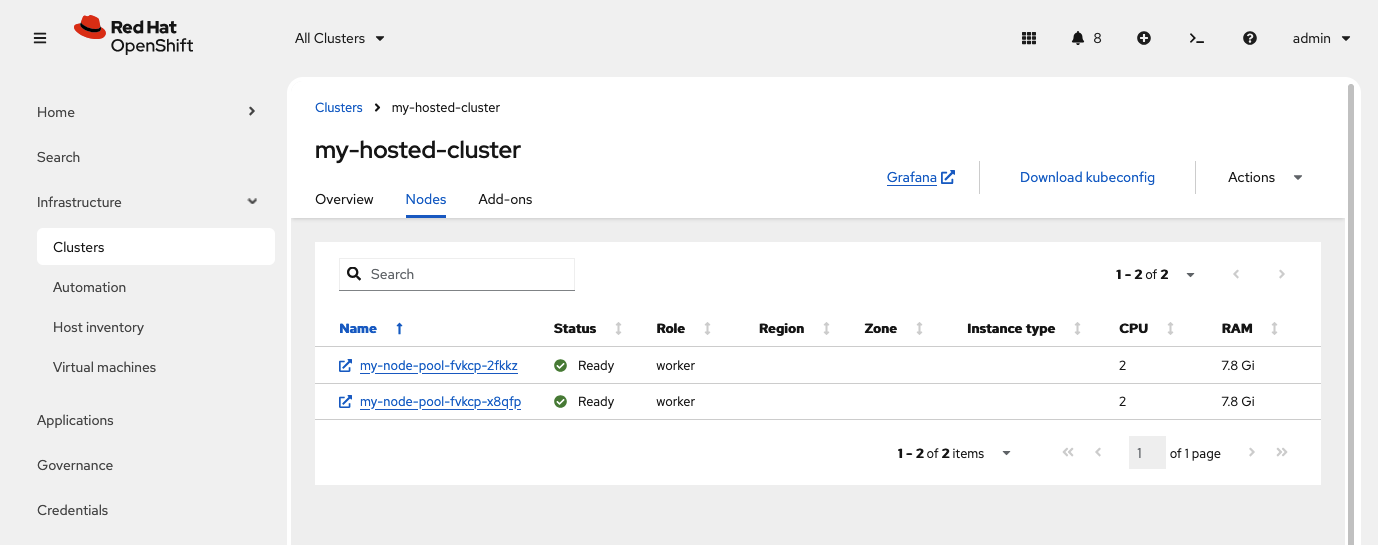 Red Hat
OpenShift
All Clusters
8
admin
Home
Search
Infrastructure
Clusters
Automation
Host inventory
Virtual machines
Applications
Governance
Credentials
Clusters my-hosted-cluster
my-hosted-cluster
Grafana Download kubeconfig Actions
Overview Nodes Add-ons
Search 1 - 2 of 2
Name Status Role Region Zone Instance type CPU RAM
my-node-pool-fvkcp-2fkkz Ready worker 2 7.8 Gi
my-node-pool-fvkcp-x8qfp Ready worker 2 7.8 Gi
1 - 2 of 2 items 1 of 1 page